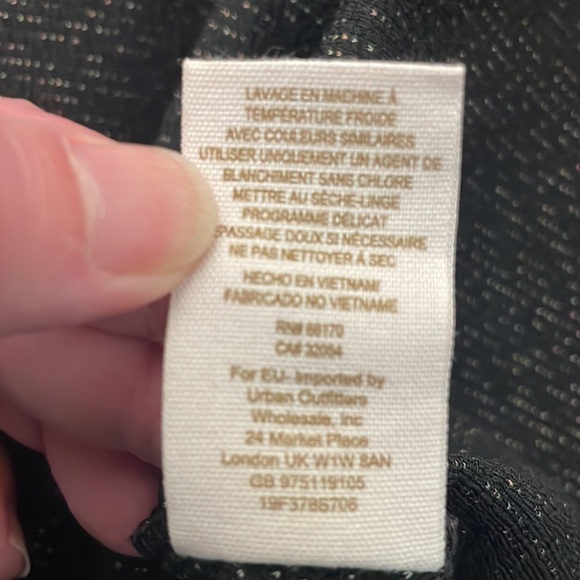 LAVAGE EN MACHINE À
TEMPÉRATURE FROIDE
AVEC COULEURS SIMILAIRES
UTILISER UNIQUEMENT UN AGENT DE
BLANCHIMENT SANS CHLORE
METTRE AU SÈCHE-LINGE
PROGRAMME DÉLICAT
PASSAGE DOUX SI NÉCESSAIRE
NE PAS NETTOYER À SEC
HECHO EN VIETNAM/
FABRICADO NO VIETNAME
RN# 66170
CA# 32054
For EU- Imported by
Urban Outfitters
Wholesale, Inc
24 Market Place
London UK W1W 8AN
GB 975119105
19F378S706